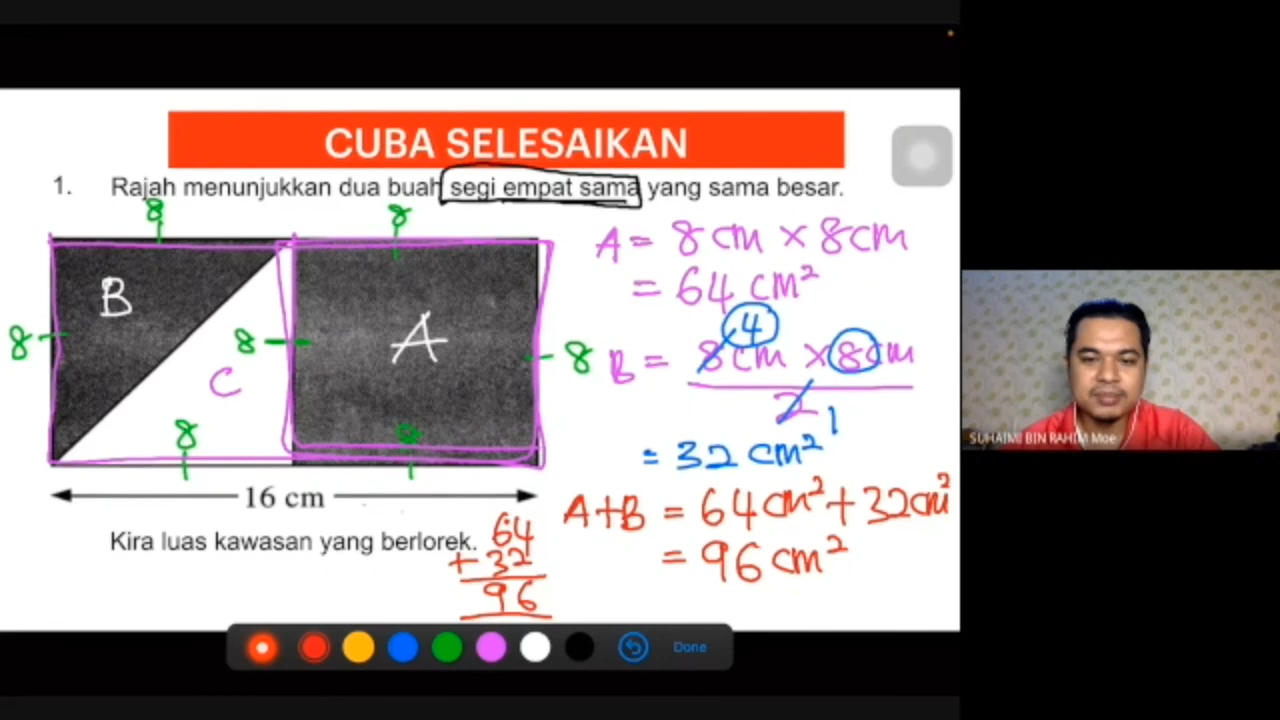 CUBA SELESAIKAN
1. Rajah menunjukkan dua buah segi empat sama yang sama besar.
8 8
B
A
C
8 8 8
8 8
16 cm
Kira luas kawasan yang berlorek.
A = 8 cm × 8 cm
= 64 cm²
4
B = 8 cm × 8 cm
2 1
= 32 cm²
A+B = 64 cm² + 32 cm²
= 96 cm²
64
+ 32
96
Done
SUHAIMI BIN RAHIM Moe